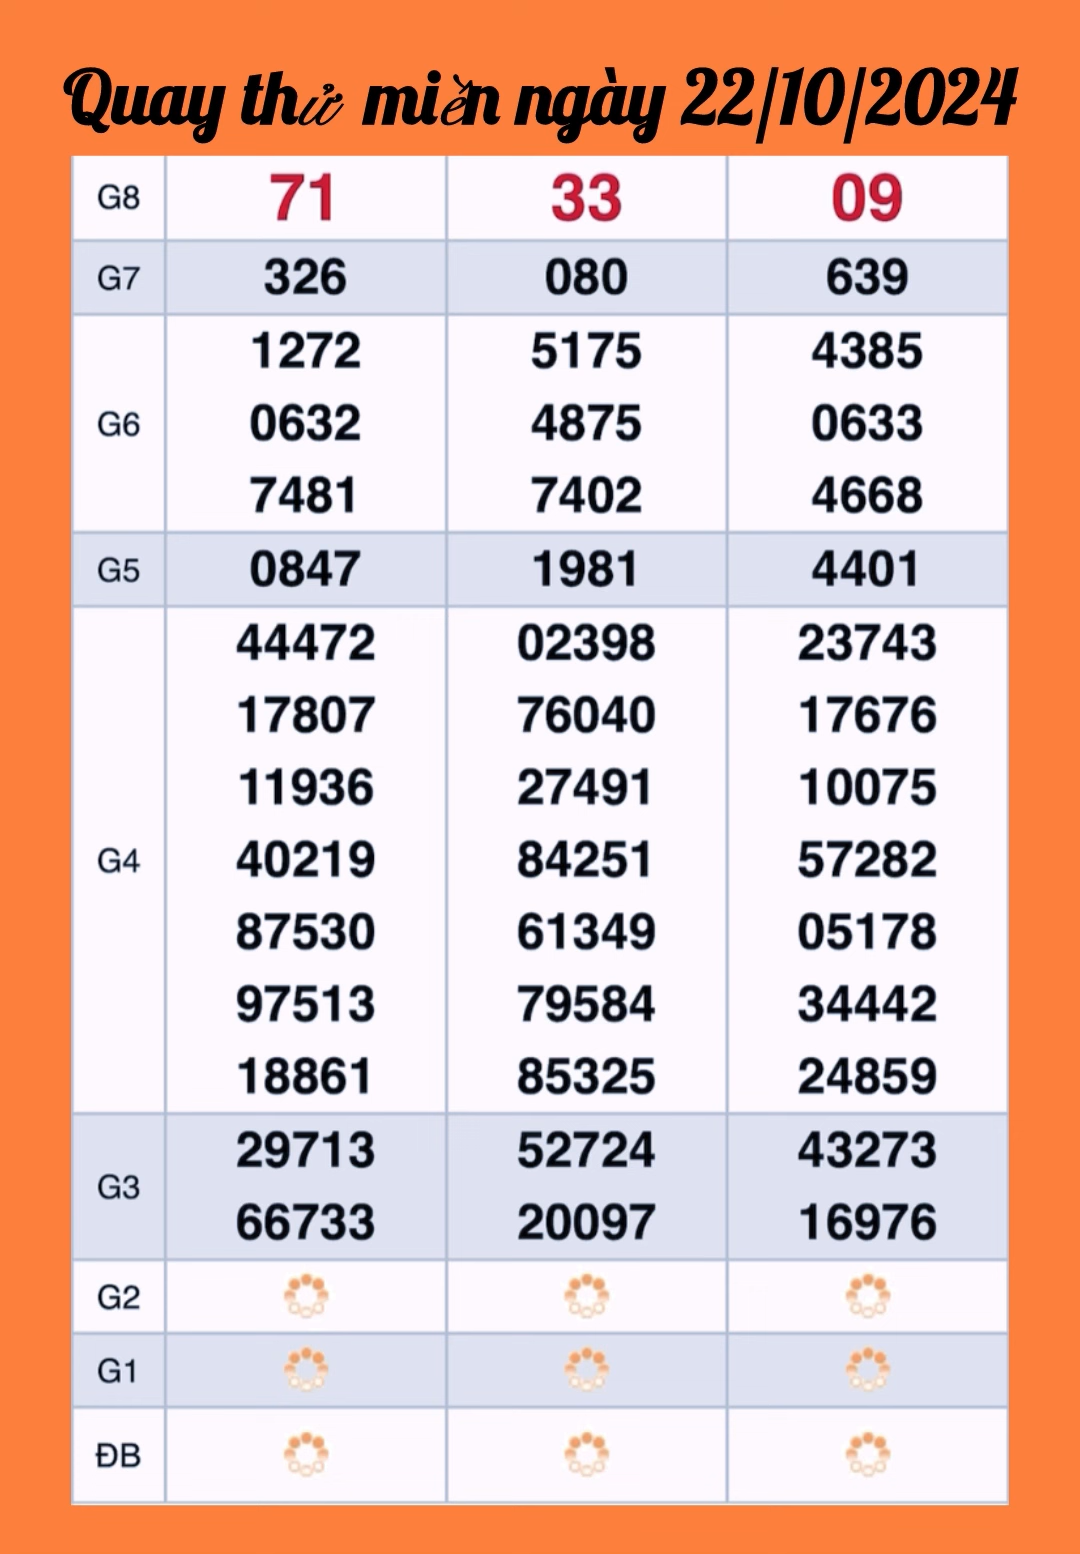 Quay thử miền ngày 22/10/2024
G8 71 33 09
G7 326 080 639
1272 5175 4385
G6 0632 4875 0633
7481 7402 4668
G5 0847 1981 4401
44472 02398 23743
17807 76040 17676
11936 27491 10075
G4 40219 84251 57282
87530 61349 05178
97513 79584 34442
18861 85325 24859
29713 52724 43273
G3
66733 20097 16976
G2
G1
ĐB